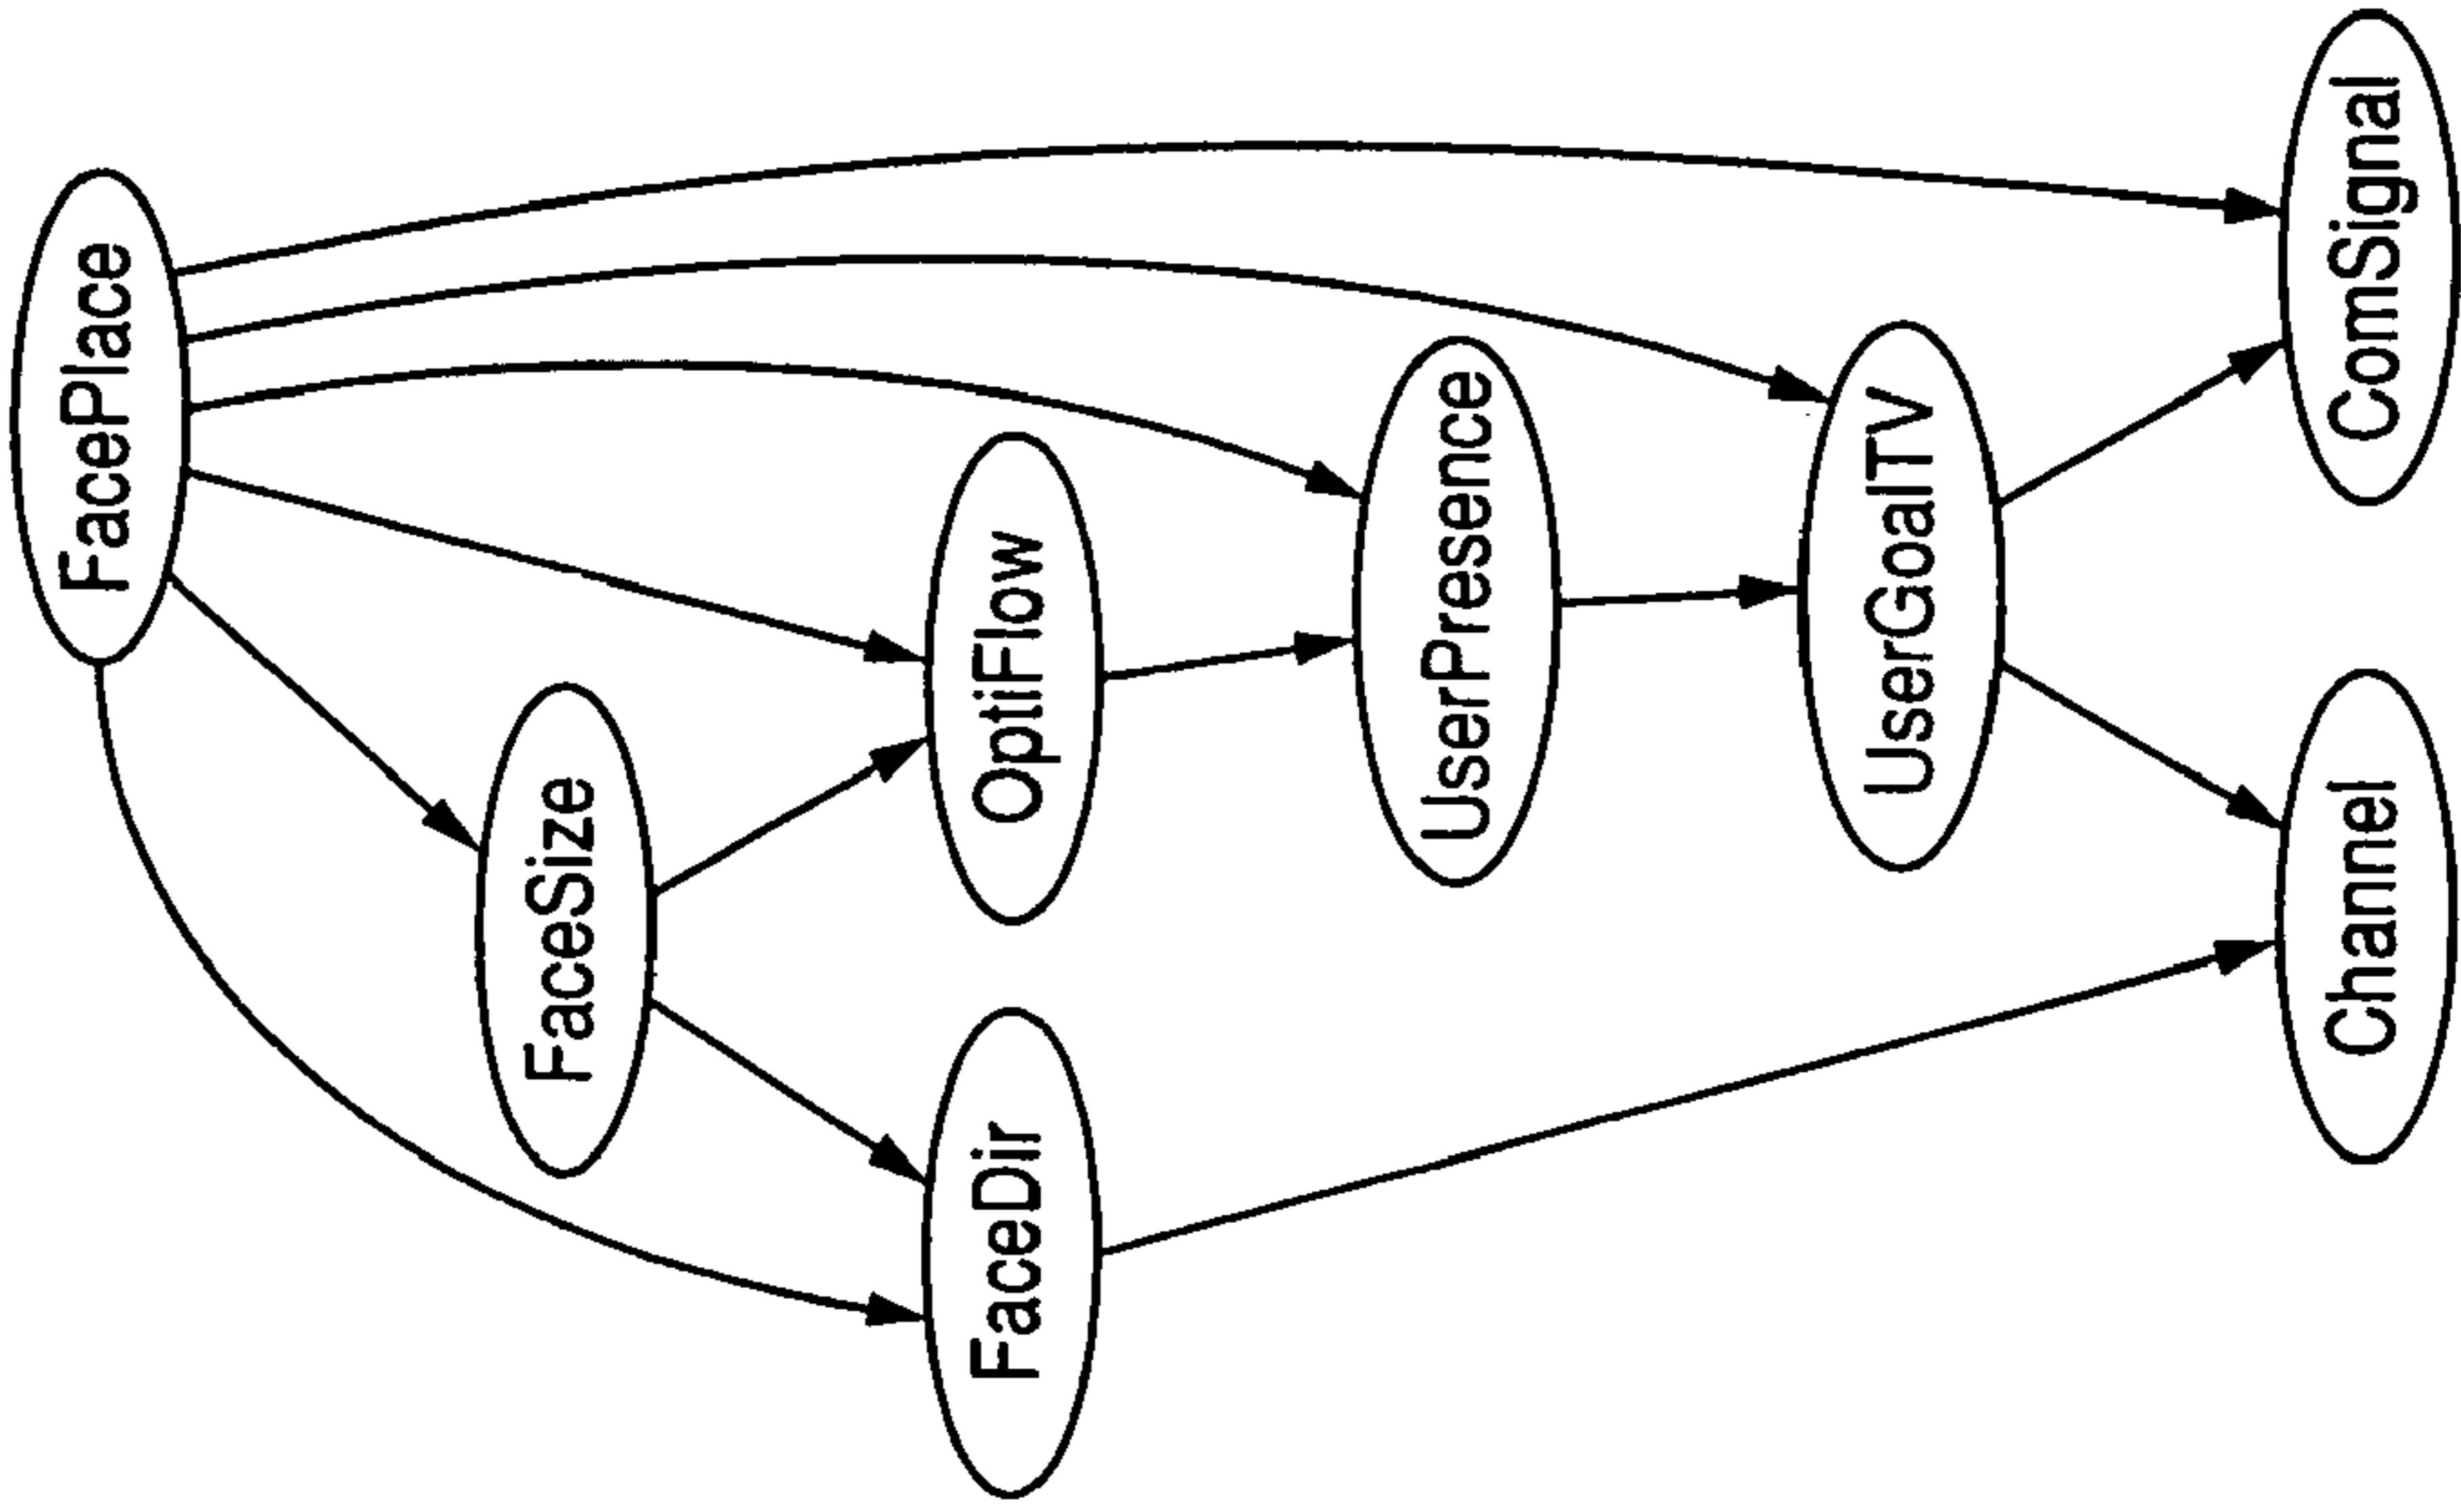 FacePlace
FaceSize
OptiFlow
FaceDir
UserPresence
UserGoalTV
ComSignal
Channel